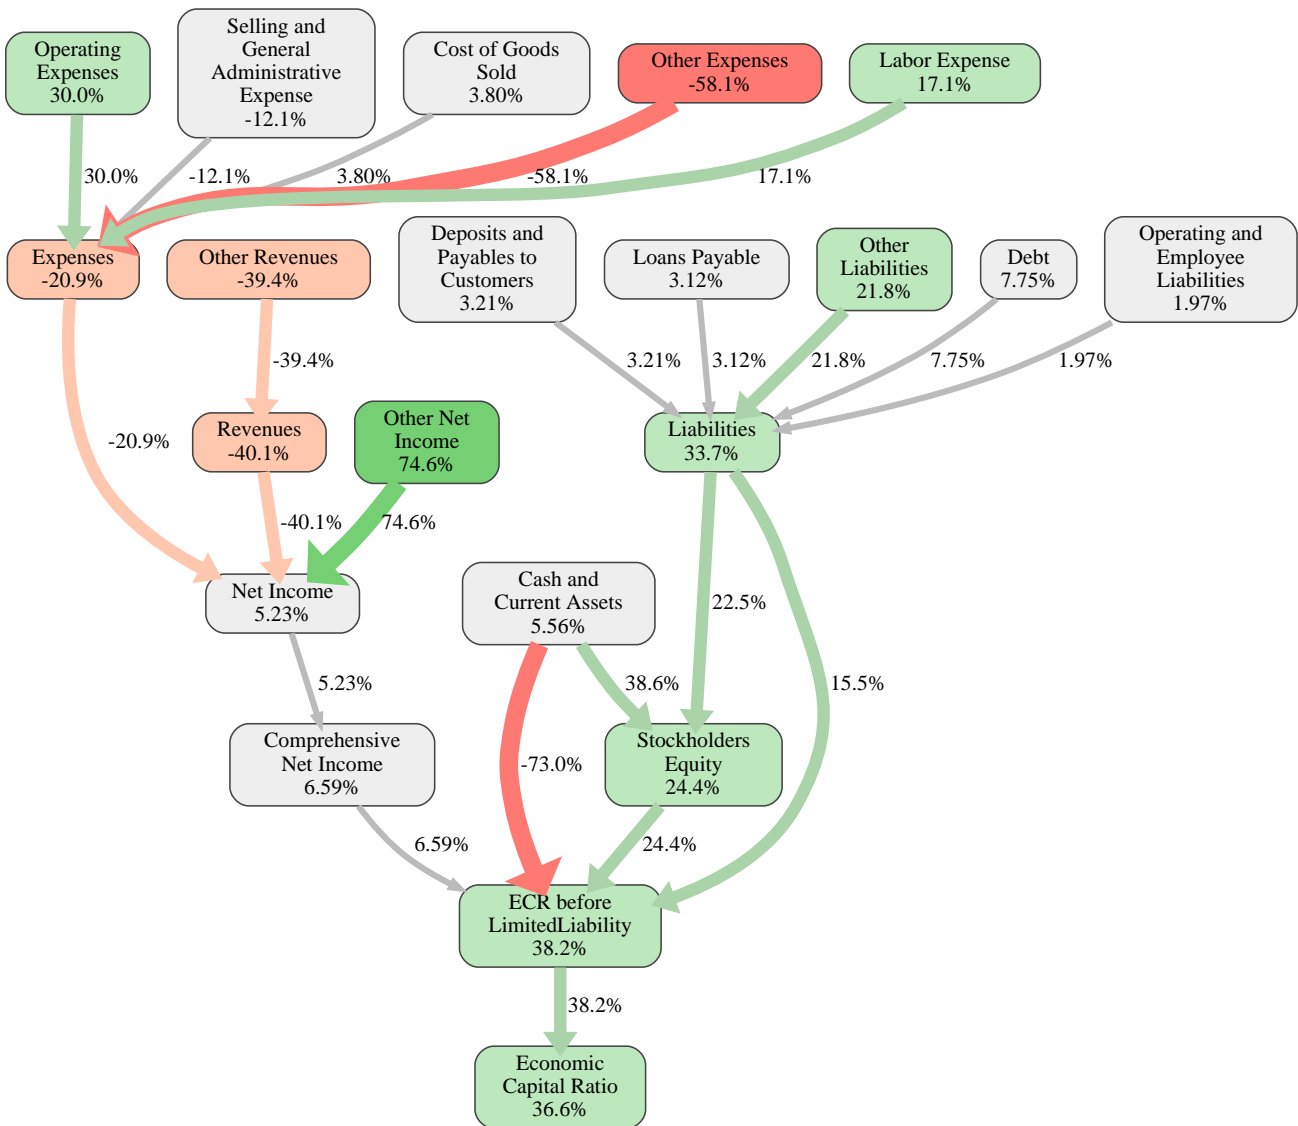 Operating
Expenses
30.0%
Selling and
General
Administrative
Expense
-12.1%
Cost of Goods
Sold
3.80%
Other Expenses
-58.1%
Labor Expense
17.1%
30.0%
-12.1%
3.80%
-58.1%
17.1%
Expenses
-20.9%
Other Revenues
-39.4%
Deposits and
Payables to
Customers
3.21%
Loans Payable
3.12%
Other
Liabilities
21.8%
Debt
7.75%
Operating and
Employee
Liabilities
1.97%
-39.4%
3.21%
3.12%
21.8%
7.75%
1.97%
-20.9%
Revenues
-40.1%
Other Net
Income
74.6%
Liabilities
33.7%
-40.1%
74.6%
Net Income
5.23%
Cash and
Current Assets
5.56%
22.5%
5.23%
38.6%
15.5%
Comprehensive
Net Income
6.59%
-73.0%
Stockholders
Equity
24.4%
6.59%
24.4%
ECR before
LimitedLiability
38.2%
38.2%
Economic
Capital Ratio
36.6%